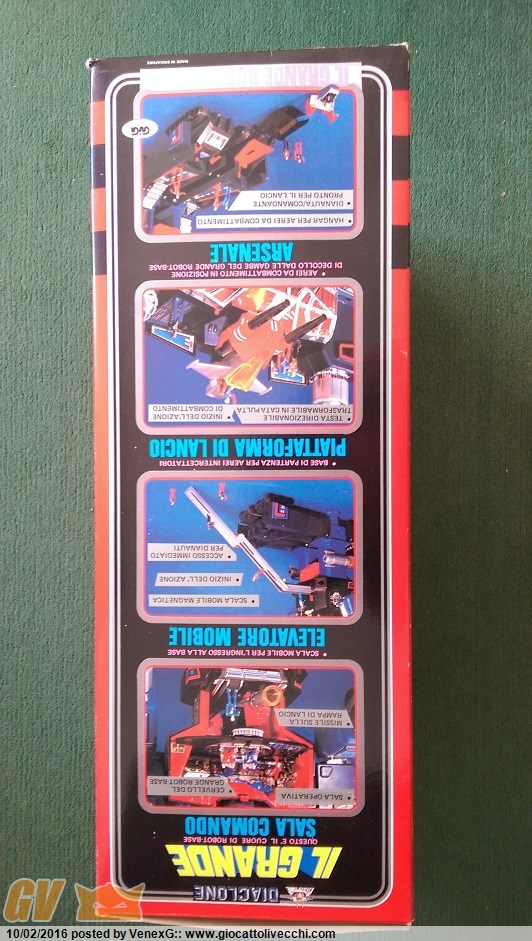 DIACLONE
IL GRANDE
SALA COMANDO
QUESTO E' IL CUORE DI ROBOT-BASE
• SALA OPERATIVA
• CERVELLO DEL
GRANDE ROBOT-BASE
• MISSILE SULLA
RAMPA DI LANCIO
ELEVATORE MOBILE
• SCALA MOBILE PER L'INGRESSO ALLA BASE
• SCALA MOBILE MAGNETICA
• INIZIO DELL'AZIONE
• ACCESSO IMMEDIATO
PER DIANAUTI
PIATTAFORMA DI LANCIO
• BASE DI PARTENZA PER AEREI INTERCETTATORI
• TESTA DIREZIONABILE
TRASFORMABILE IN CATAPULTA
• INIZIO DELL'AZIONE
DI COMBATTIMENTO
ARSENALE
• AEREI DA COMBATTIMENTO IN POSIZIONE
DI DECOLLO DALLE GAMBE DEL GRANDE ROBOT-BASE
• HANGAR PER AEREI DA COMBATTIMENTO
• DIANAUTA/COMANDANTE
PRONTO PER IL LANCIO
GiG
IL GRANDE
MADE IN SINGAPORE
GV
10/02/2016 posted by VenexG:: www.giocattolivecchi.com